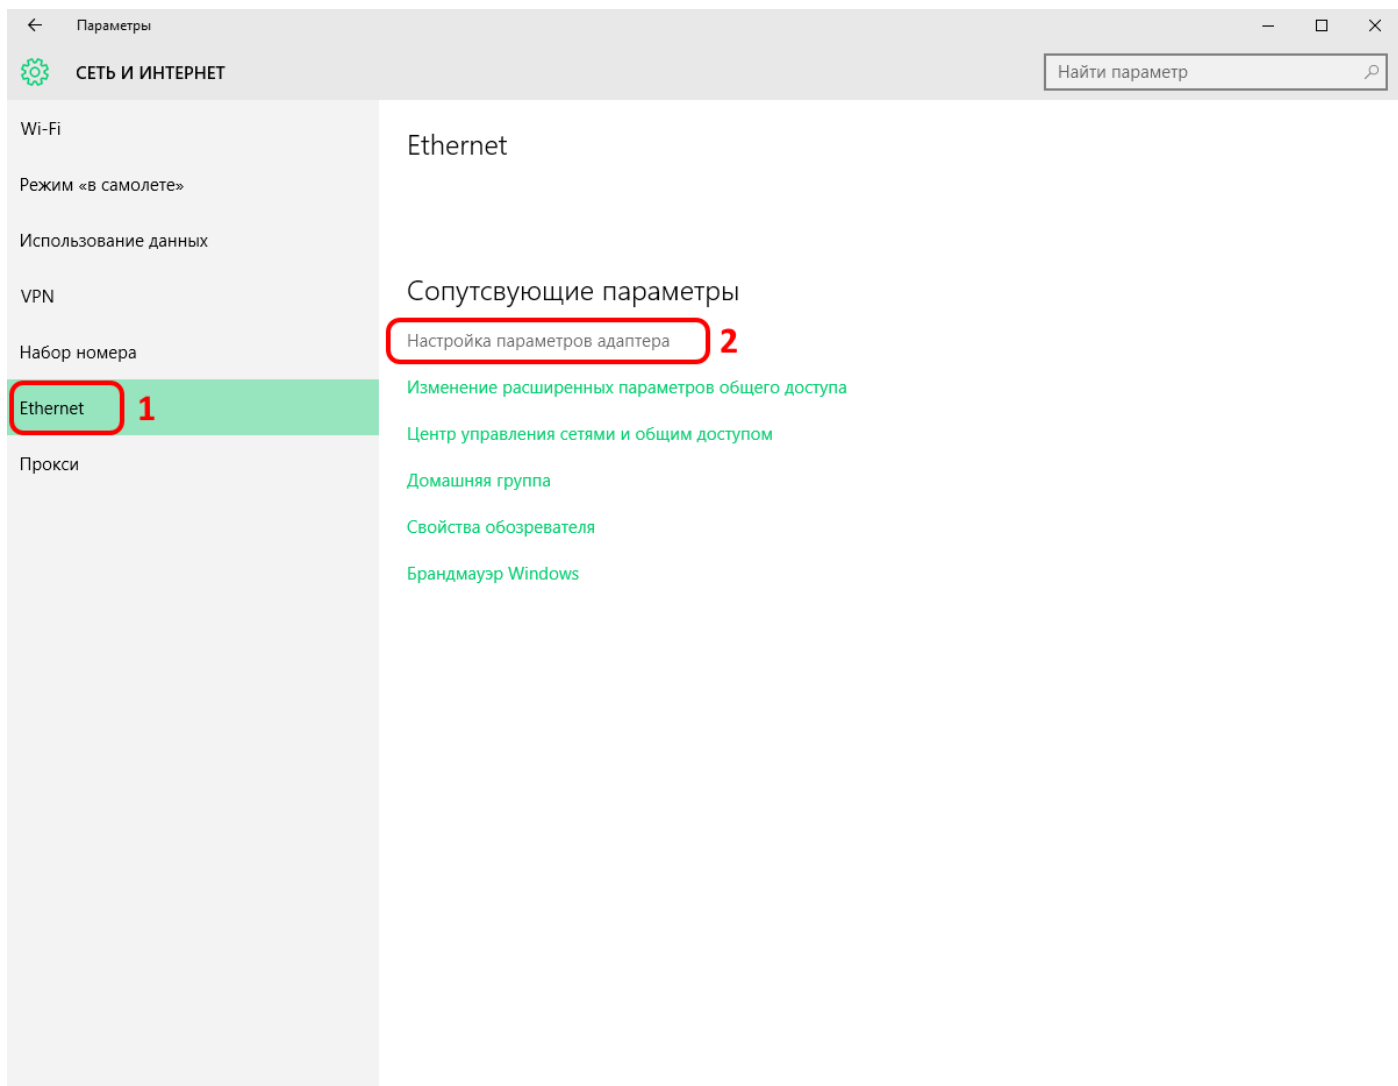 Параметры
СЕТЬ И ИНТЕРНЕТ
Найти параметр
Wi-Fi
Режим «в самолете»
Использование данных
VPN
Набор номера
Ethernet 1
Прокси
Ethernet
Сопутсвующие параметры
Настройка параметров адаптера 2
Изменение расширенных параметров общего доступа
Центр управления сетями и общим доступом
Домашняя группа
Свойства обозревателя
Брандмауэр Windows